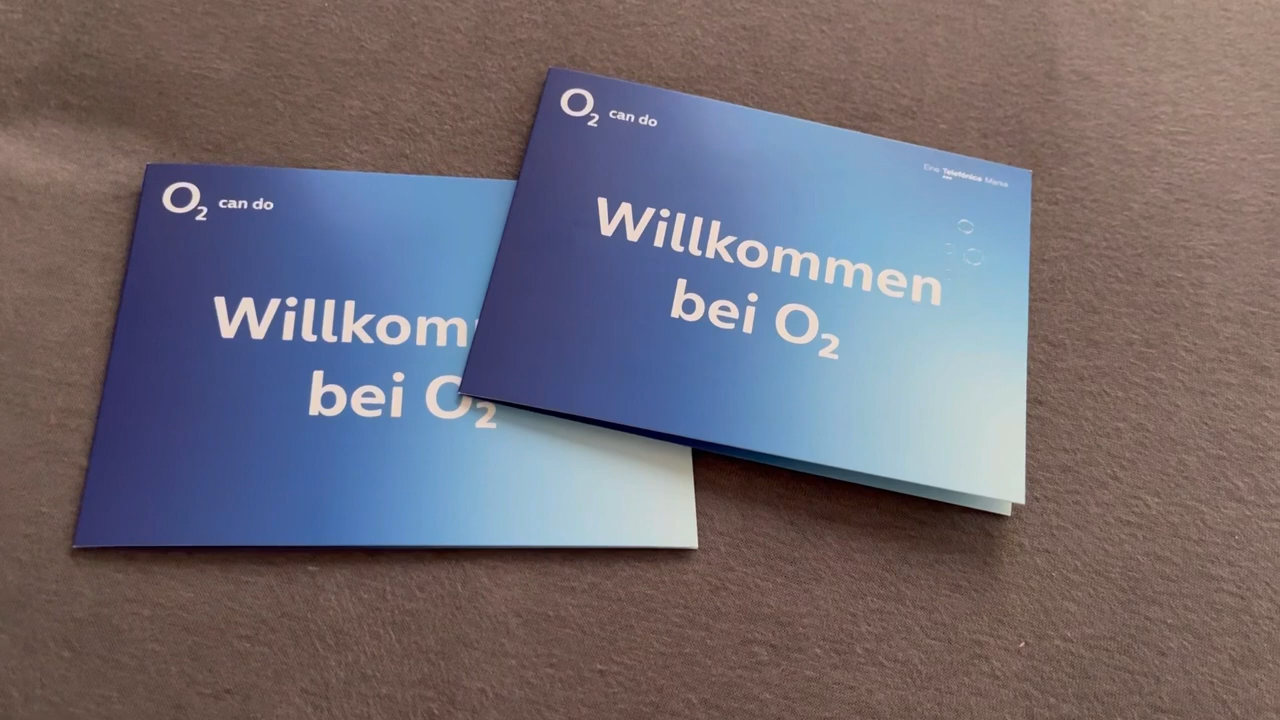 O₂ can do
Willkom
bei O₂
O₂ can do
Eine Telefónica Marke
Willkommen
bei O₂